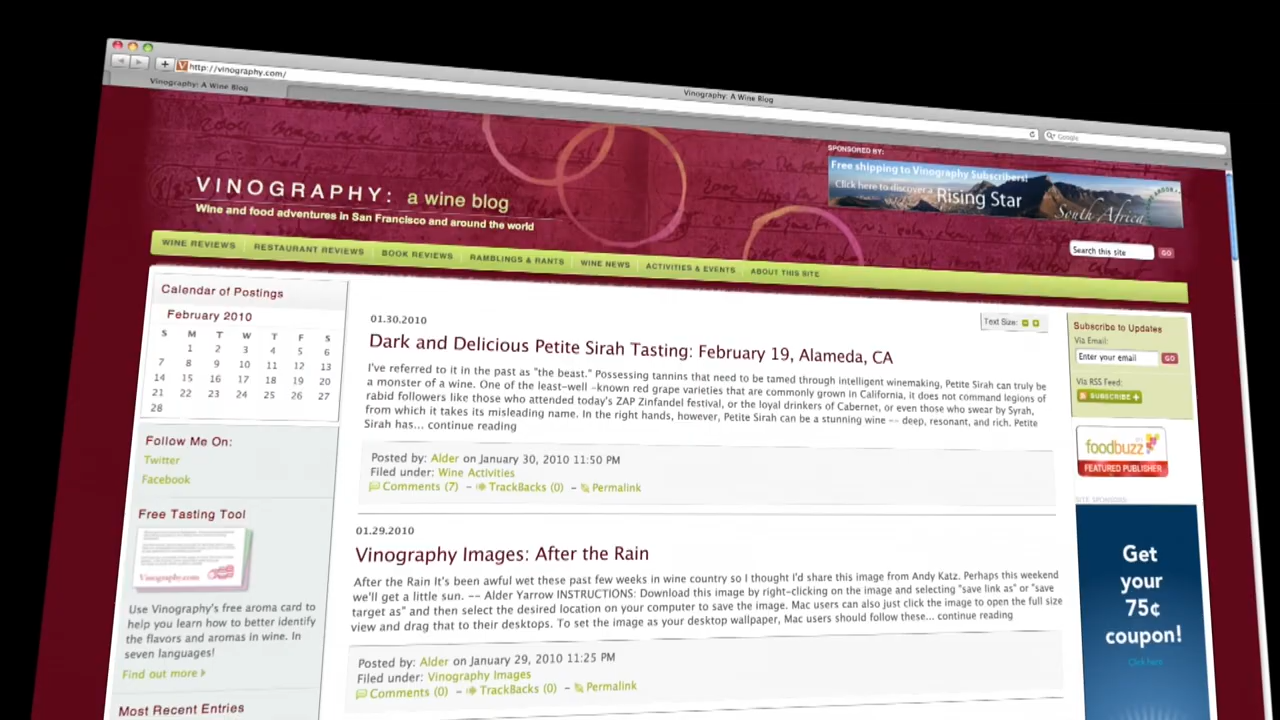 Vinography: A Wine Blog
http://vinography.com/
Google
Vinography: A Wine Blog
VINOGRAPHY: a wine blog
Wine and food adventures in San Francisco and around the world
SPONSORED BY:
Free shipping to Vinography Subscribers!
Click here to discover a Rising Star
South Africa
Search this site GO
WINE REVIEWS RESTAURANT REVIEWS BOOK REVIEWS RAMBLINGS & RANTS WINE NEWS ACTIVITIES & EVENTS ABOUT THIS SITE
Calendar of Postings
February 2010
S M T W T F S
1 2 3 4 5 6
7 8 9 10 11 12 13
14 15 16 17 18 19 20
21 22 23 24 25 26 27
28
Follow Me On:
Twitter
Facebook
Free Tasting Tool
Vinography.com
Use Vinography's free aroma card to
help you learn how to better identify
the flavors and aromas in wine. In
seven languages!
Find out more
Most Recent Entries
Text Size:
01.30.2010
Dark and Delicious Petite Sirah Tasting: February 19, Alameda, CA
I've referred to it in the past as "the beast." Possessing tannins that need to be tamed through intelligent winemaking, Petite Sirah can truly be
a monster of a wine. One of the least-well -known red grape varieties that are commonly grown in California, it does not command legions of
rabid followers like those who attended today's ZAP Zinfandel festival, or the loyal drinkers of Cabernet, or even those who swear by Syrah,
from which it takes its misleading name. In the right hands, however, Petite Sirah can be a stunning wine -- deep, resonant, and rich. Petite
Sirah has... continue reading
Posted by: Alder on January 30, 2010 11:50 PM
Filed under: Wine Activities
Comments (7) - TrackBacks (0) - Permalink
01.29.2010
Vinography Images: After the Rain
After the Rain It's been awful wet these past few weeks in wine country so I thought I'd share this image from Andy Katz. Perhaps this weekend
we'll get a little sun. -- Alder Yarrow INSTRUCTIONS: Download this image by right-clicking on the image and selecting "save link as" or "save
target as" and then select the desired location on your computer to save the image. Mac users can also just click the image to open the full size
view and drag that to their desktops. To set the image as your desktop wallpaper, Mac users should follow these... continue reading
Posted by: Alder on January 29, 2010 11:25 PM
Filed under: Vinography Images
Comments (0) - TrackBacks (0) - Permalink
Subscribe to Updates
Via Email:
Enter your email GO
Via RSS Feed:
SUBSCRIBE +
foodbuzz
FEATURED PUBLISHER
SITE SPONSORS
Get
your
75¢
coupon!
Click here